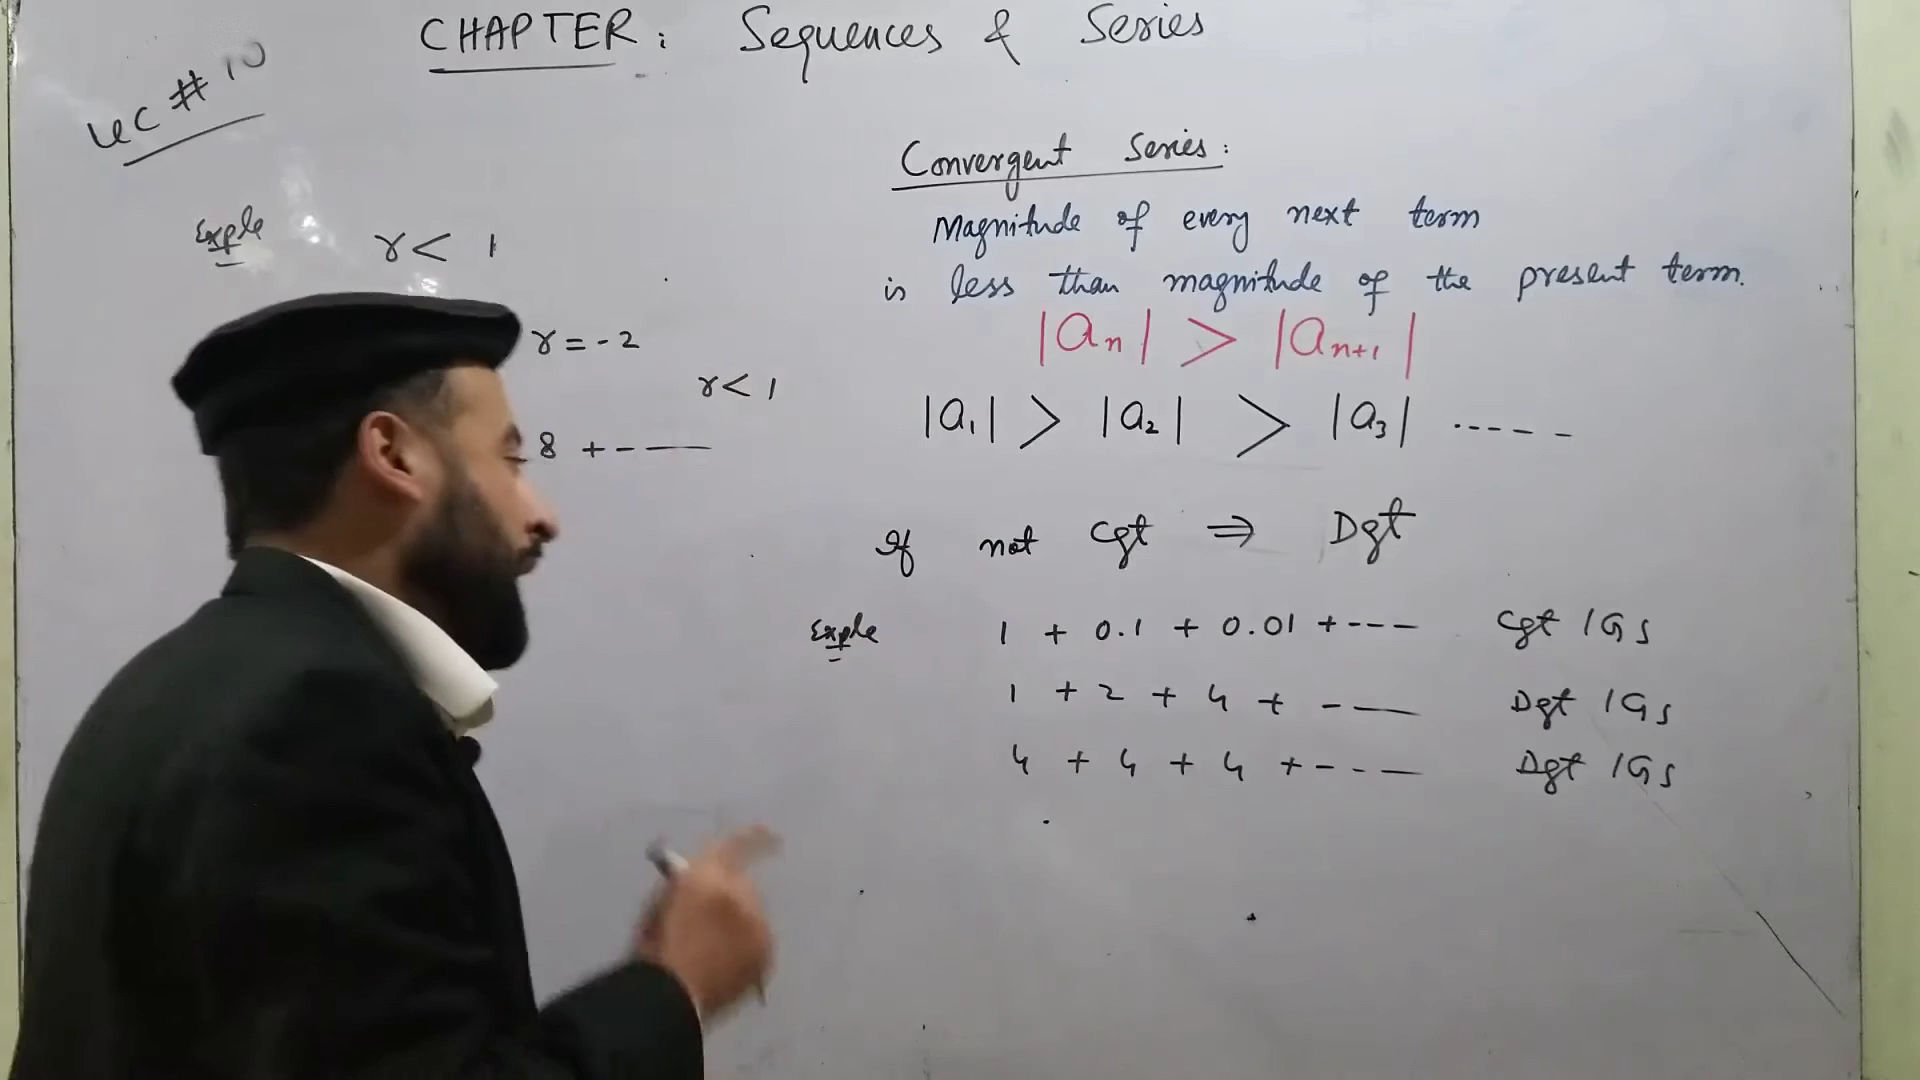 CHAPTER: Sequences & Series
Lec # 10
Exple r < 1
r = -2
r < 1
8 + - ——
Convergent Series:
Magnitude of every next term
is less than magnitude of the present term.
|aₙ| > |aₙ₊₁|
|a₁| > |a₂| > |a₃| -----
If not Cgt ⇒ Dgt
Exple 1 + 0.1 + 0.01 + --- Cgt IGS
1 + 2 + 4 + - — Dgt IGS
4 + 4 + 4 + --- Dgt IGS